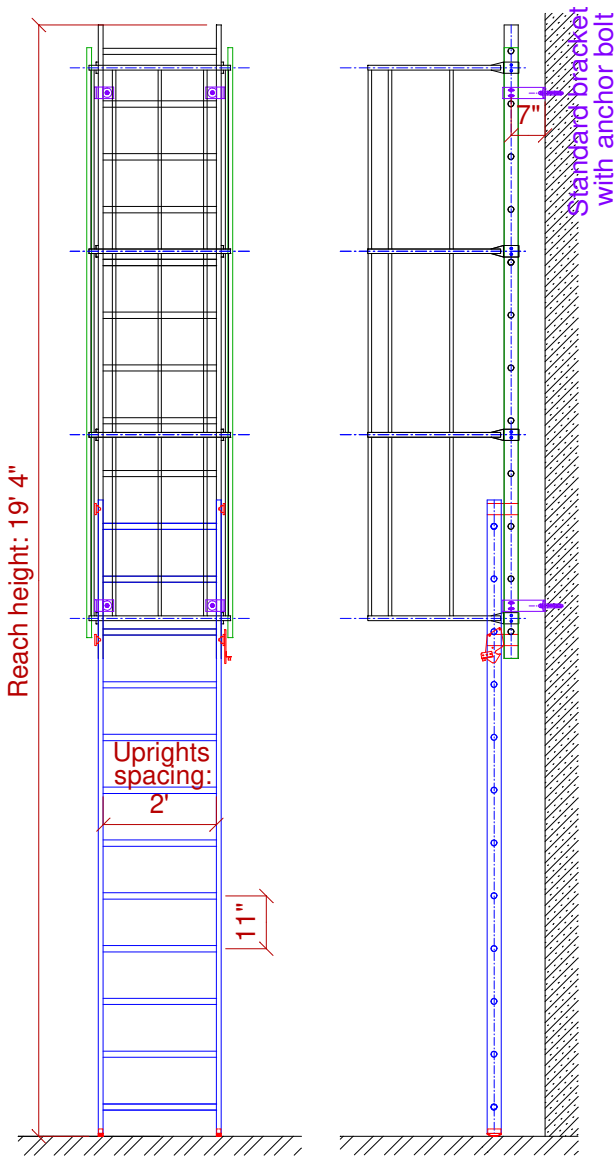 Standard bracket
with anchor bolt
7"
Reach height: 19' 4"
Uprights
spacing:
2'
11"